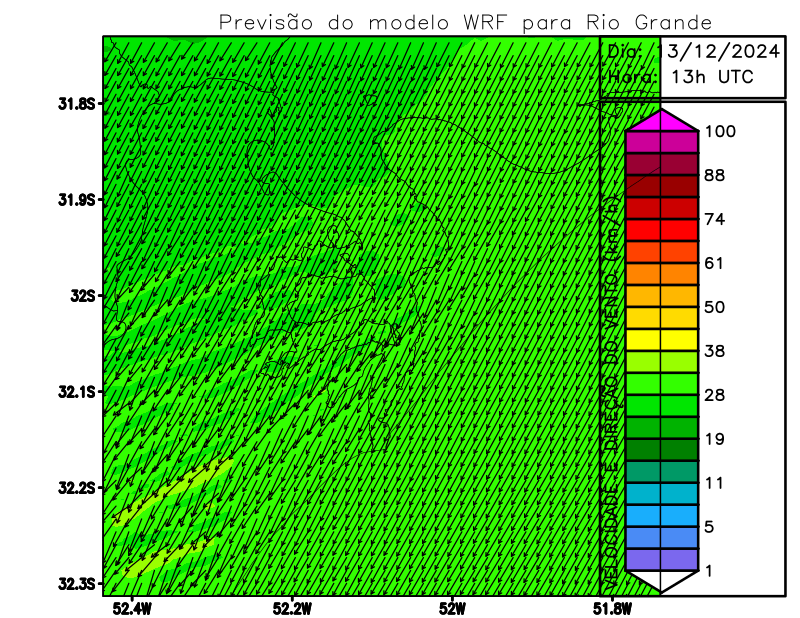 Previsão do modelo WRF para Rio Grande
Dia: 13/12/2024
Hora: 13h UTC
31.8S
31.9S
32S
32.1S
32.2S
32.3S
52.4W
52.2W
52W
51.8W
VELOCIDADE E DIREÇÃO DO VENTO (km/h)
100
88
74
61
50
38
28
19
11
5
1